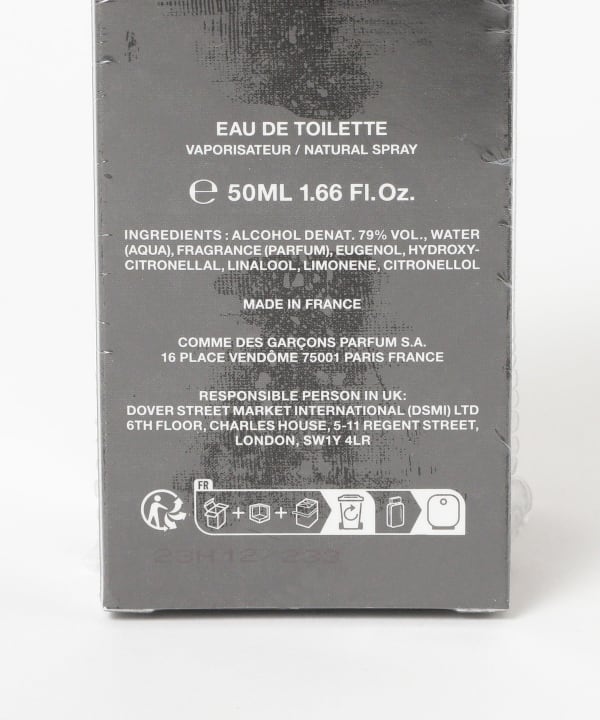 EAU DE TOILETTE
VAPORISATEUR / NATURAL SPRAY
℮ 50ML 1.66 Fl.Oz.
INGREDIENTS : ALCOHOL DENAT. 79% VOL., WATER
(AQUA), FRAGRANCE (PARFUM), EUGENOL, HYDROXY-
CITRONELLAL, LINALOOL, LIMONENE, CITRONELLOL
MADE IN FRANCE
COMME DES GARÇONS PARFUM S.A.
16 PLACE VENDÔME 75001 PARIS FRANCE
RESPONSIBLE PERSON IN UK:
DOVER STREET MARKET INTERNATIONAL (DSMI) LTD
6TH FLOOR, CHARLES HOUSE, 5-11 REGENT STREET,
LONDON, SW1Y 4LR
FR
23H12/ 233